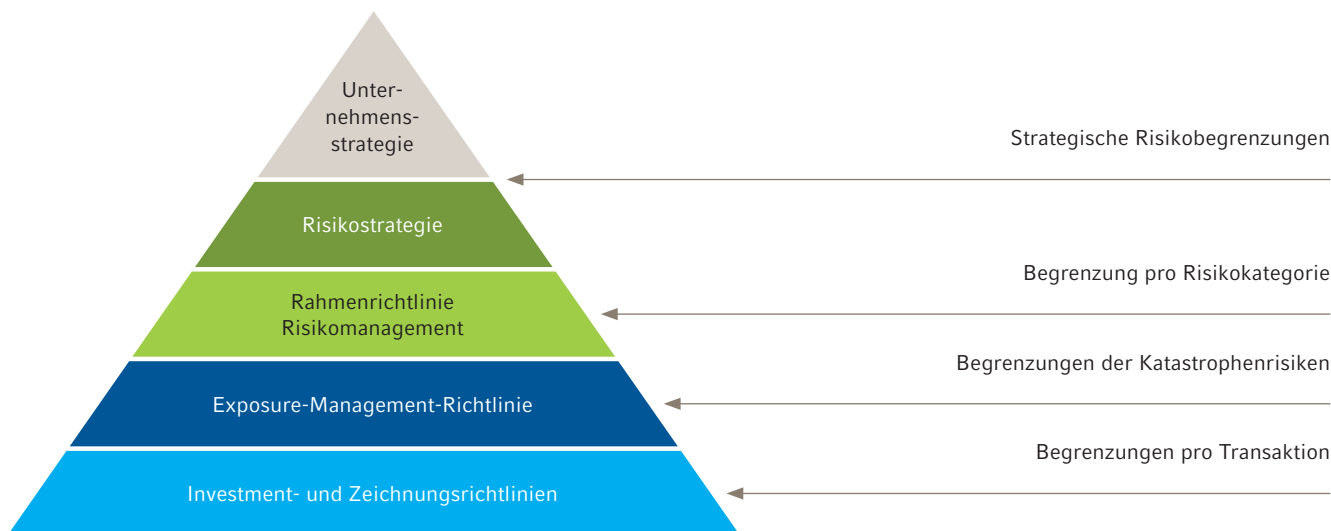 Unter-
nehmens-
strategie
Strategische Risikobegrenzungen
Risikostrategie
Begrenzung pro Risikokategorie
Rahmenrichtlinie
Risikomanagement
Begrenzungen der Katastrophenrisiken
Exposure-Management-Richtlinie
Begrenzungen pro Transaktion
Investment- und Zeichnungsrichtlinien